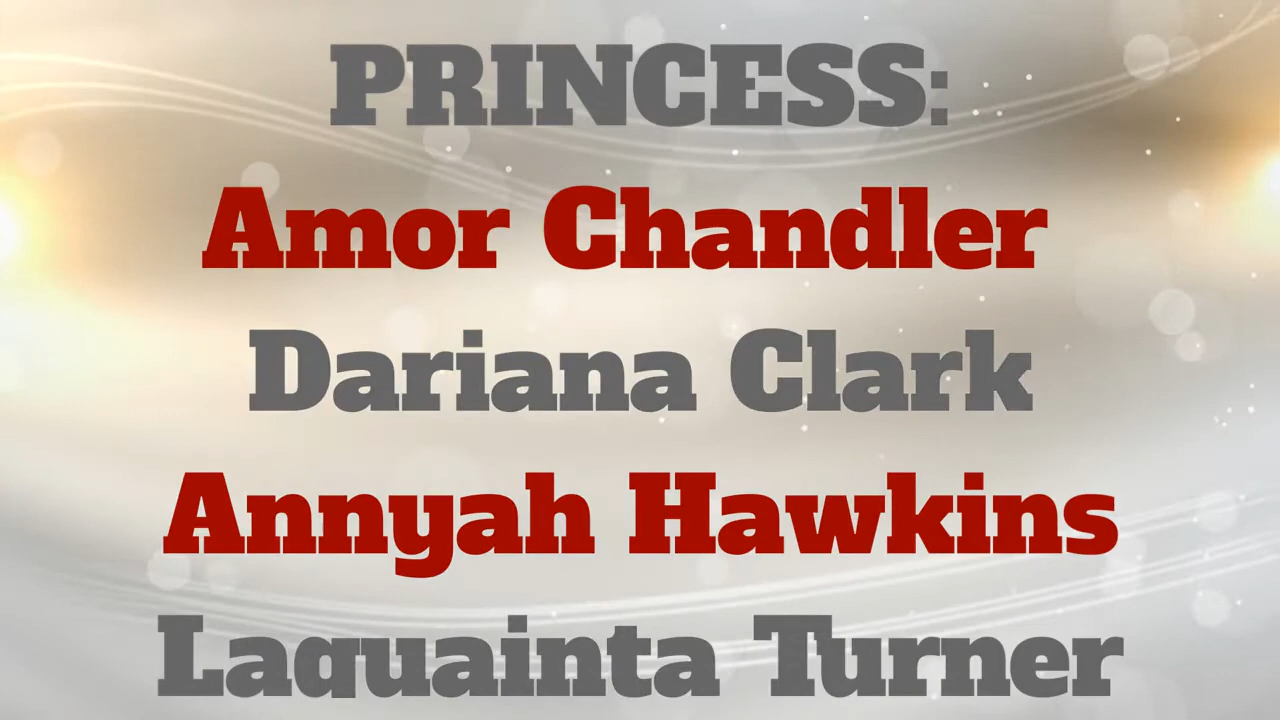 PRINCESS:
Amor Chandler
Dariana Clark
Annyah Hawkins
Laquainta Turner